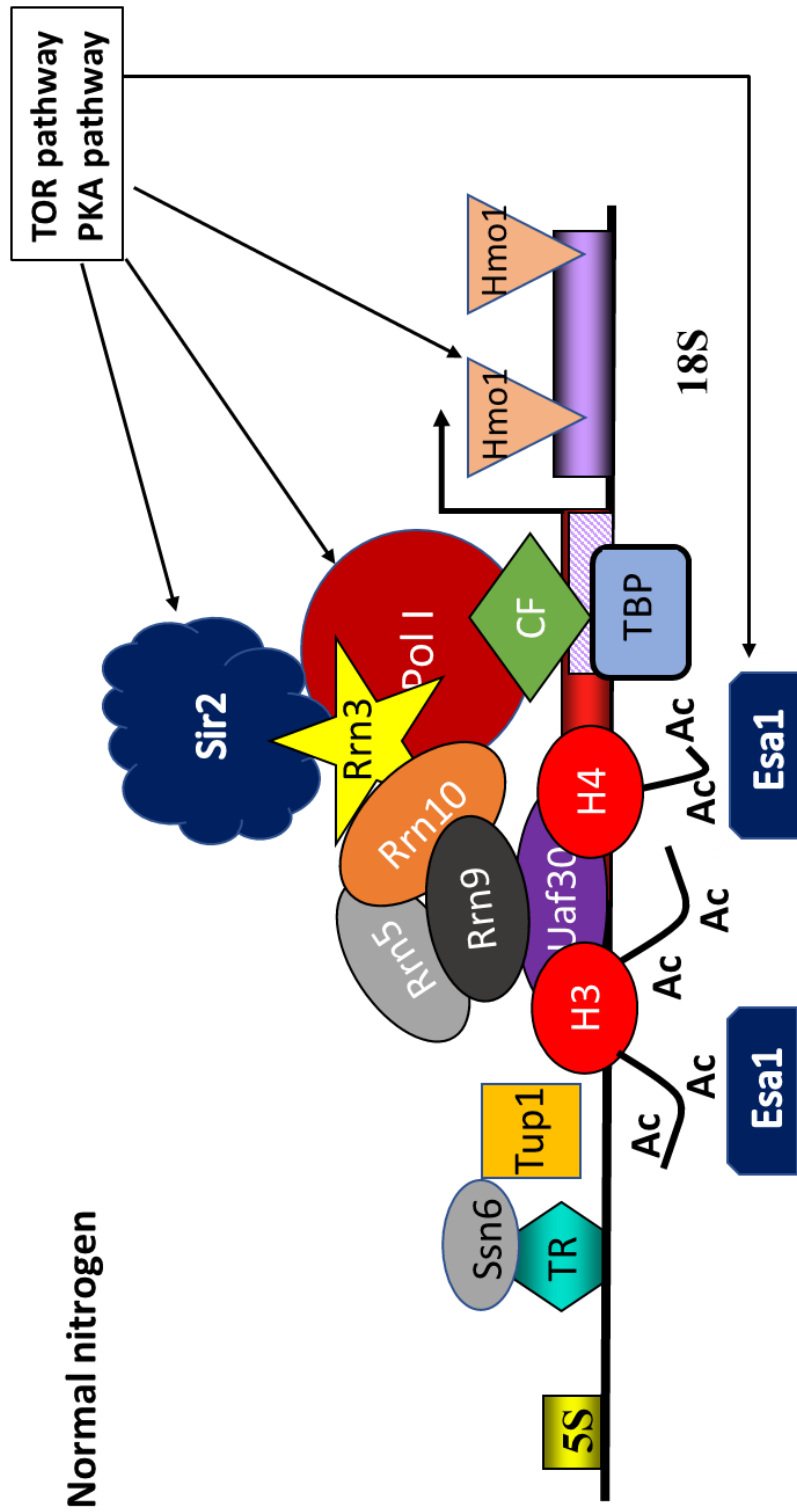 Normal nitrogen
TOR pathway
PKA pathway
Sir2
Rrn3
Pol I
Rrn10
Rrn5
Rrn9
CF
Hmo1
Hmo1
Ssn6
Tup1
Uaf30
5S
TR
H3
H4
TBP
18S
Ac
Ac
Ac
Ac
Ac
Ac
Esa1
Esa1